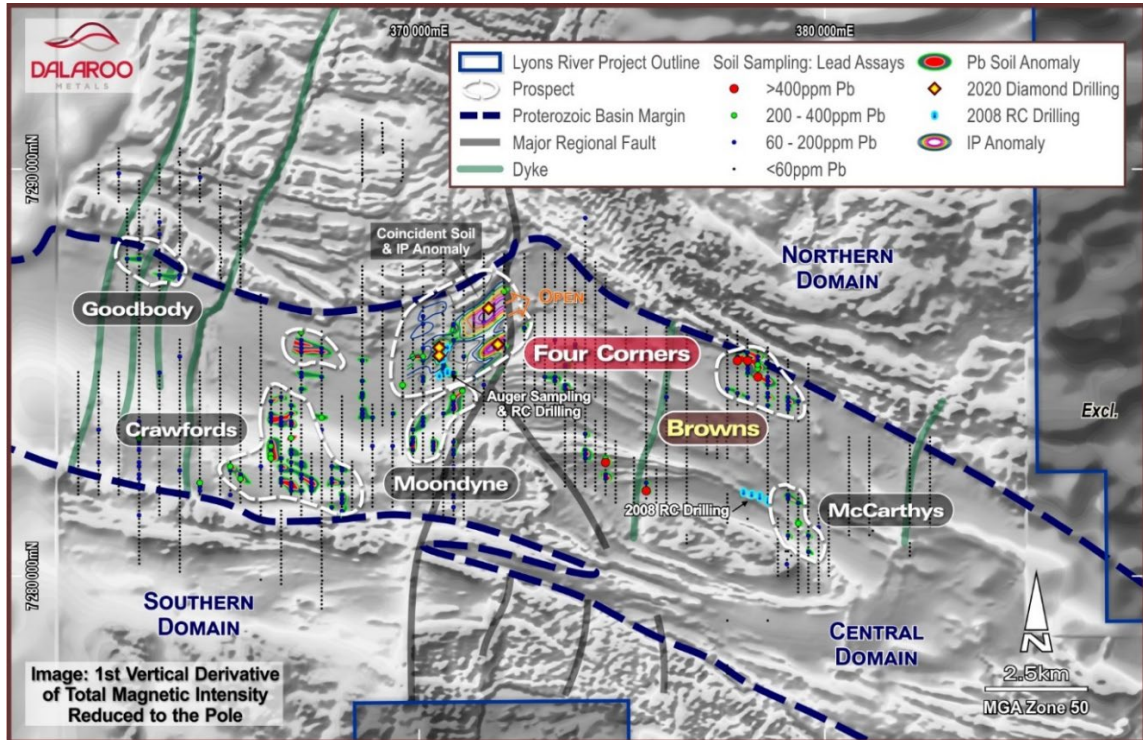 DALAROO
METALS
370 000mE
380 000mE
Lyons River Project Outline
Prospect
Proterozoic Basin Margin
Major Regional Fault
Dyke
Soil Sampling: Lead Assays
>400ppm Pb
200 - 400ppm Pb
60 - 200ppm Pb
<60ppm Pb
Pb Soil Anomaly
2020 Diamond Drilling
2008 RC Drilling
IP Anomaly
7290 000mN
Coincident Soil
& IP Anomaly
NORTHERN
DOMAIN
Goodbody
OPEN
Four Corners
Auger Sampling
& RC Drilling
Excl.
Crawfords
Browns
Moondyne
2008 RC Drilling
McCarthys
7280 000mN
SOUTHERN
DOMAIN
CENTRAL
DOMAIN
Image: 1st Vertical Derivative
of Total Magnetic Intensity
Reduced to the Pole
N
2.5km
MGA Zone 50